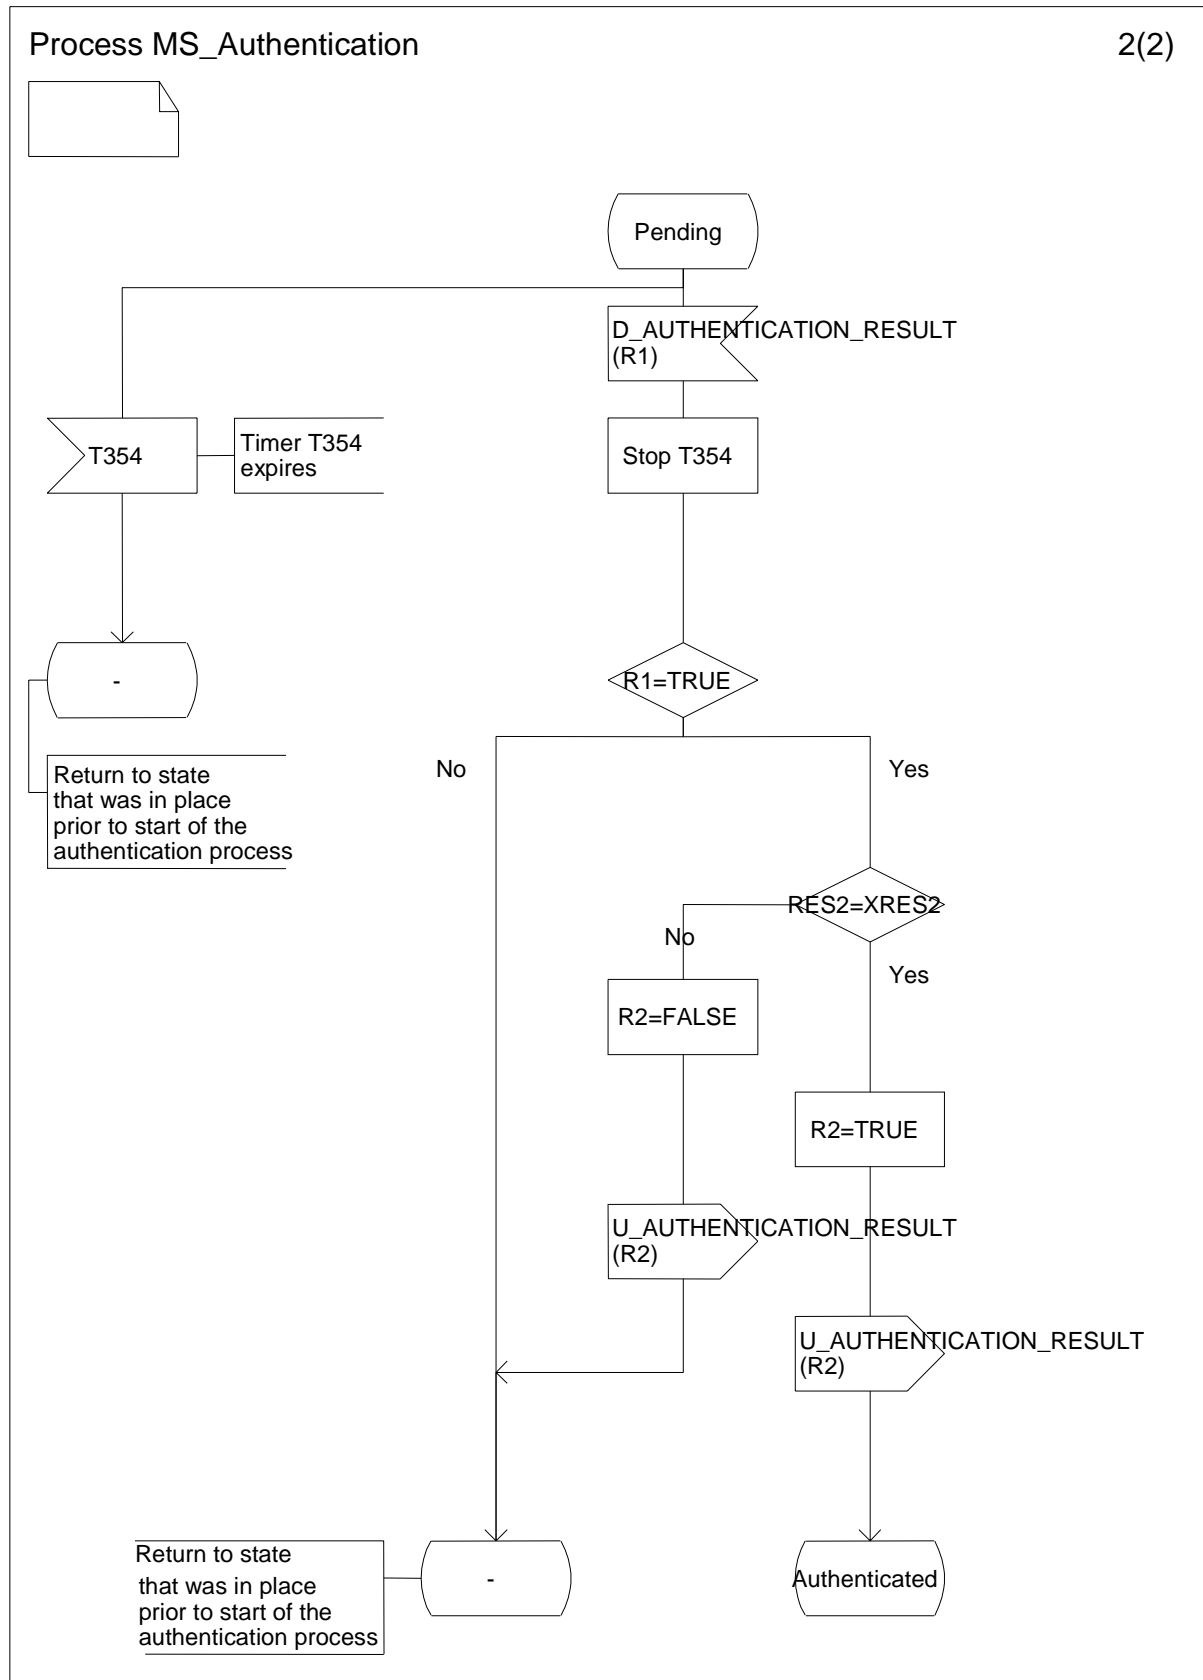 Process MS_Authentication
2(2)
Pending
D_AUTHENTICATION_RESULT
(R1)
T354
Timer T354
expires
Stop T354
R1=TRUE
-
No
Yes
Return to state
that was in place
prior to start of the
authentication process
RES2=XRES2
No
Yes
R2=FALSE
R2=TRUE
U_AUTHENTICATION_RESULT
(R2)
U_AUTHENTICATION_RESULT
(R2)
Return to state
that was in place
prior to start of the
authentication process
-
Authenticated